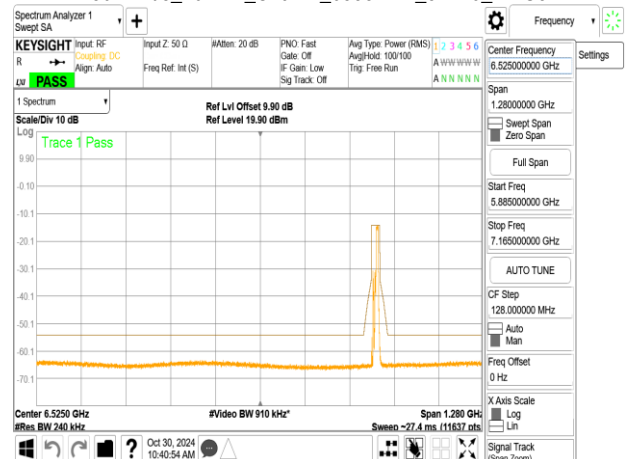 Spectrum Analyzer 1
Swept SA
Frequency
KEYSIGHT
R
LXI PASS
Input: RF
Coupling: DC
Align: Auto
Input Z: 50 Ω
Freq Ref: Int (S)
#Atten: 20 dB
PNO: Fast
Gate: Off
IF Gain: Low
Sig Track: Off
Avg Type: Power (RMS)
Avg|Hold: 100/100
Trig: Free Run
1 2 3 4 5 6
A W W W W W
A N N N N N
1 Spectrum
Scale/Div 10 dB
Ref Lvl Offset 9.90 dB
Ref Level 19.90 dBm
Log
Trace 1 Pass
9.90
-0.10
-10.1
-20.1
-30.1
-40.1
-50.1
-60.1
-70.1
Center 6.5250 GHz
#Res BW 240 kHz
#Video BW 910 kHz*
Span 1.280 GHz
Sweep ~27.4 ms (11637 pts)
Oct 30, 2024
10:40:54 AM
Center Frequency
6.525000000 GHz
Settings
Span
1.28000000 GHz
Swept Span
Zero Span
Full Span
Start Freq
5.885000000 GHz
Stop Freq
7.165000000 GHz
AUTO TUNE
CF Step
128.000000 MHz
Auto
Man
Freq Offset
0 Hz
X Axis Scale
Log
Lin
Signal Track
(Span Zoom)